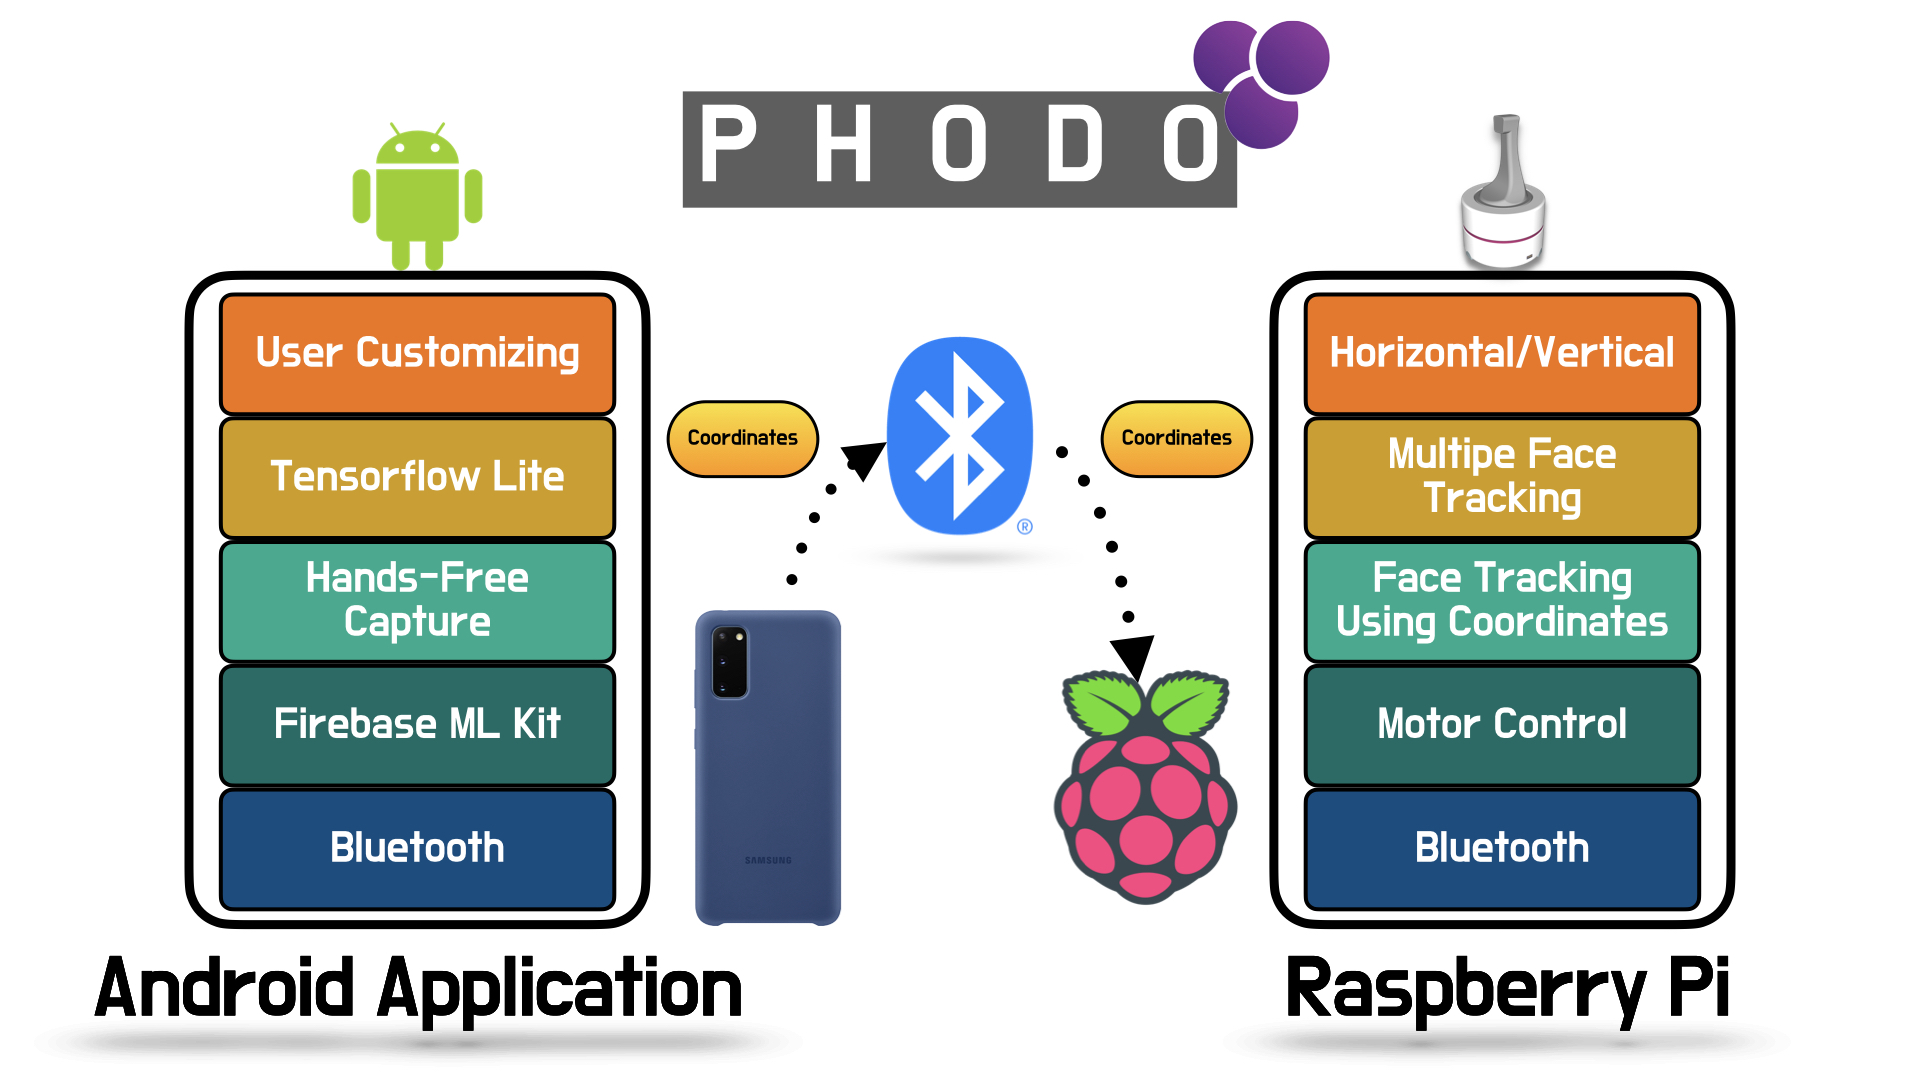 PHODO
User Customizing
Tensorflow Lite
Hands-Free
Capture
Firebase ML Kit
Bluetooth
Android Application
Coordinates
®
SAMSUNG
Coordinates
Horizontal/Vertical
Multipe Face
Tracking
Face Tracking
Using Coordinates
Motor Control
Bluetooth
Raspberry Pi